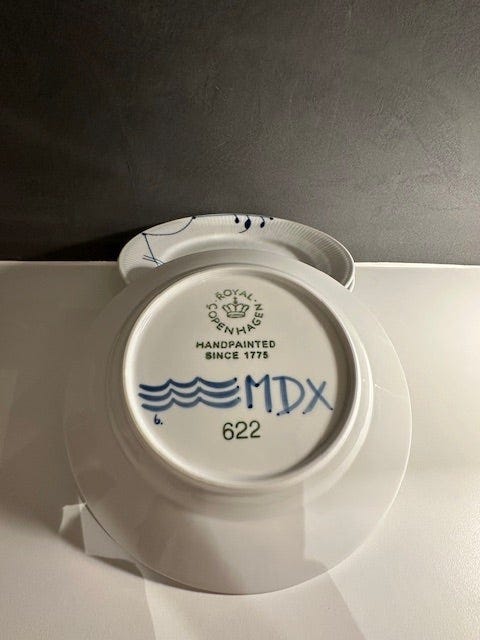 ROYAL
COPENHAGEN
HANDPAINTED
SINCE 1775
MDX
6.
622